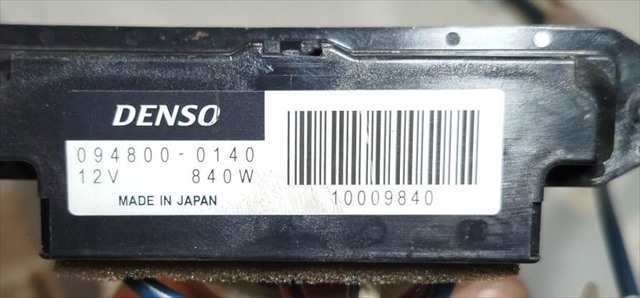 DENSO
094800-0140
12V 840W
MADE IN JAPAN
10009840